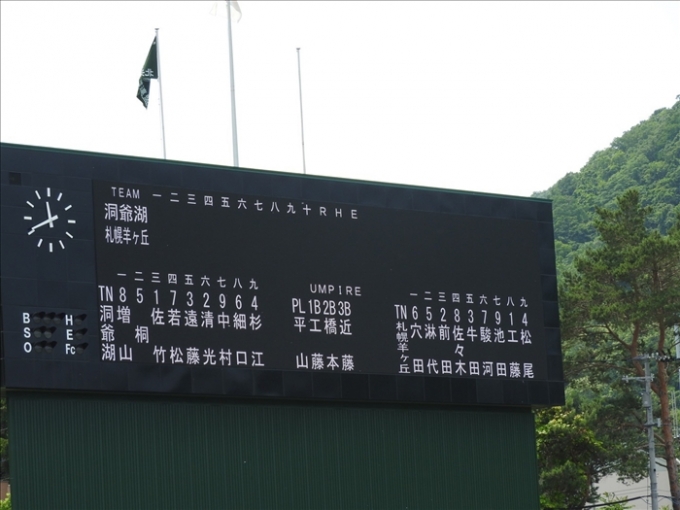 TEAM 一二三四五六七八九十RHE
洞爺湖
札幌羊ヶ丘
一二三四五六七八九
TN 8 5 1 7 3 2 9 6 4
洞爺湖
増山
桐
佐竹
若松
遠藤
清光
中村
細口
杉江
UMPIRE
PL 1B 2B 3B
平山
工藤
橋本
近藤
一二三四五六七八九
TN 6 5 2 8 3 7 9 1 4
札幌羊ヶ丘
穴田
淋代
前田
佐々木
牛田
駿河
池田
工藤
松尾
B H
S E
O Fc